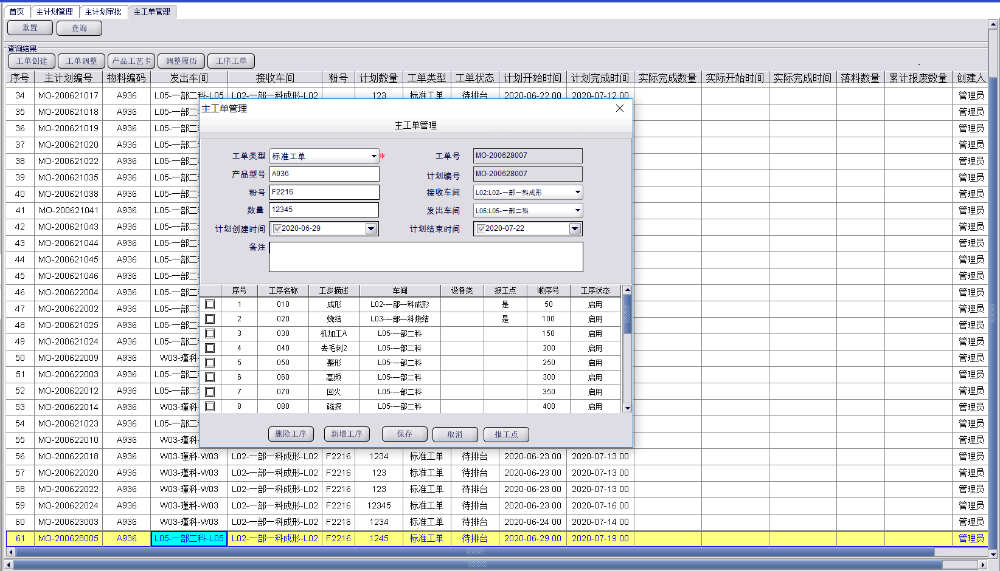 首页 主计划管理 主计划审批 主工单管理
重置 查询
查询结果
工单创建 工单调整 产品工艺卡 调整履历 工序工单
序号 主计划编号 物料编码 发出车间 接收车间 粉号 计划数量 工单类型 工单状态 计划开始时间 计划完成时间 实际完成数量 实际开始时间 实际完成时间 落料数量 累计报废数量 创建人
34 MO-200621017 A936 L05-一部二科-L05 L02-一部一科成形-L02 123 标准工单 待排台 2020-06-22 00 2020-07-12 00 管理员
35 MO-200621018 A936 L05-一部二 管理员
36 MO-200621019 A936 L05-一部二 管理员
37 MO-200621020 A936 L05-一部二 管理员
38 MO-200621022 A936 L05-一部二 管理员
39 MO-200621035 A936 L05-一部二 管理员
40 MO-200621038 A936 L05-一部二 管理员
41 MO-200621041 A936 L05-一部二 管理员
42 MO-200621043 A936 L05-一部二 管理员
43 MO-200621044 A936 L05-一部二 管理员
44 MO-200621045 A936 L05-一部二 管理员
45 MO-200621046 A936 L05-一部二 管理员
46 MO-200622004 A936 L05-一部二 管理员
47 MO-200622002 A936 L05-一部二 管理员
48 MO-200621025 A936 L05-一部二 管理员
49 MO-200621024 A936 L05-一部二 管理员
50 MO-200622009 A936 W03-瑾科- 管理员
51 MO-200622003 A936 L05-一部二 管理员
52 MO-200622012 A936 L05-一部二 管理员
53 MO-200622014 A936 W03-瑾科- 管理员
54 MO-200621023 A936 L05-一部二 管理员
55 MO-200622010 A936 W03-瑾科- 管理员
56 MO-200622018 A936 W03-瑾科-W03 L02-一部一科成形-L02 F2216 1234 标准工单 待排台 2020-06-23 00 2020-07-13 00 管理员
57 MO-200622020 A936 W03-瑾科-W03 L02-一部一科成形-L02 F2216 123 标准工单 待排台 2020-06-23 00 2020-07-13 00 管理员
58 MO-200622022 A936 W03-瑾科-W03 L02-一部一科成形-L02 F2216 123 标准工单 待排台 2020-06-23 00 2020-07-13 00 管理员
59 MO-200622024 A936 W03-瑾科-W03 L02-一部一科成形-L02 F2216 12345 标准工单 待排台 2020-06-23 00 2020-07-16 00 管理员
60 MO-200623003 A936 W03-瑾科-W03 L02-一部一科成形-L02 F2216 1234 标准工单 待排台 2020-06-24 00 2020-07-14 00 管理员
61 MO-200628005 A936 L05-一部二科-L05 L02-一部一科成形-L02 F2216 1245 标准工单 待排台 2020-06-29 00 2020-07-19 00 管理员
主工单管理
主工单管理
工单类型 标准工单 * 工单号 MO-200628007
产品型号 A936 计划编号 MO-200628007
粉号 F2216 接收车间 L02:L02-一部一科成形
数量 12345 发出车间 L05:L05-一部二科
计划创建时间 2020-06-29 计划结束时间 2020-07-22
备注
序号 工序名称 工步描述 车间 设备类 报工点 顺序号 工序状态
1 010 成形 L02-一部一科成形 是 50 启用
2 020 烧结 L03-一部一科烧结 是 100 启用
3 030 机加工A L05-一部二科 150 启用
4 040 去毛刺2 L05-一部二科 200 启用
5 050 整形 L05-一部二科 250 启用
6 060 高频 L05-一部二科 300 启用
7 070 回火 L05-一部二科 350 启用
8 080 磁探 L05-一部二科 400 启用
删除工序 新增工序 保存 取消 报工点